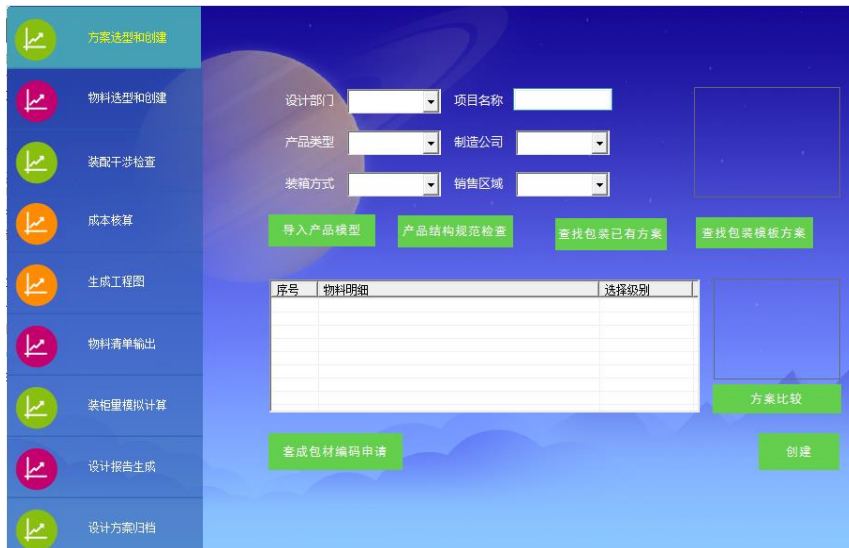 方案选型和创建
物料选型和创建
装配干涉检查
成本核算
生成工程图
物料清单输出
装柜量模拟计算
设计报告生成
设计方案归档
设计部门 项目名称
产品类型 制造公司
装箱方式 销售区域
导入产品模型 产品结构规范检查 查找包装已有方案 查找包装模板方案
序号 物料明细 选择级别
方案比较
套成包材编码申请 创建